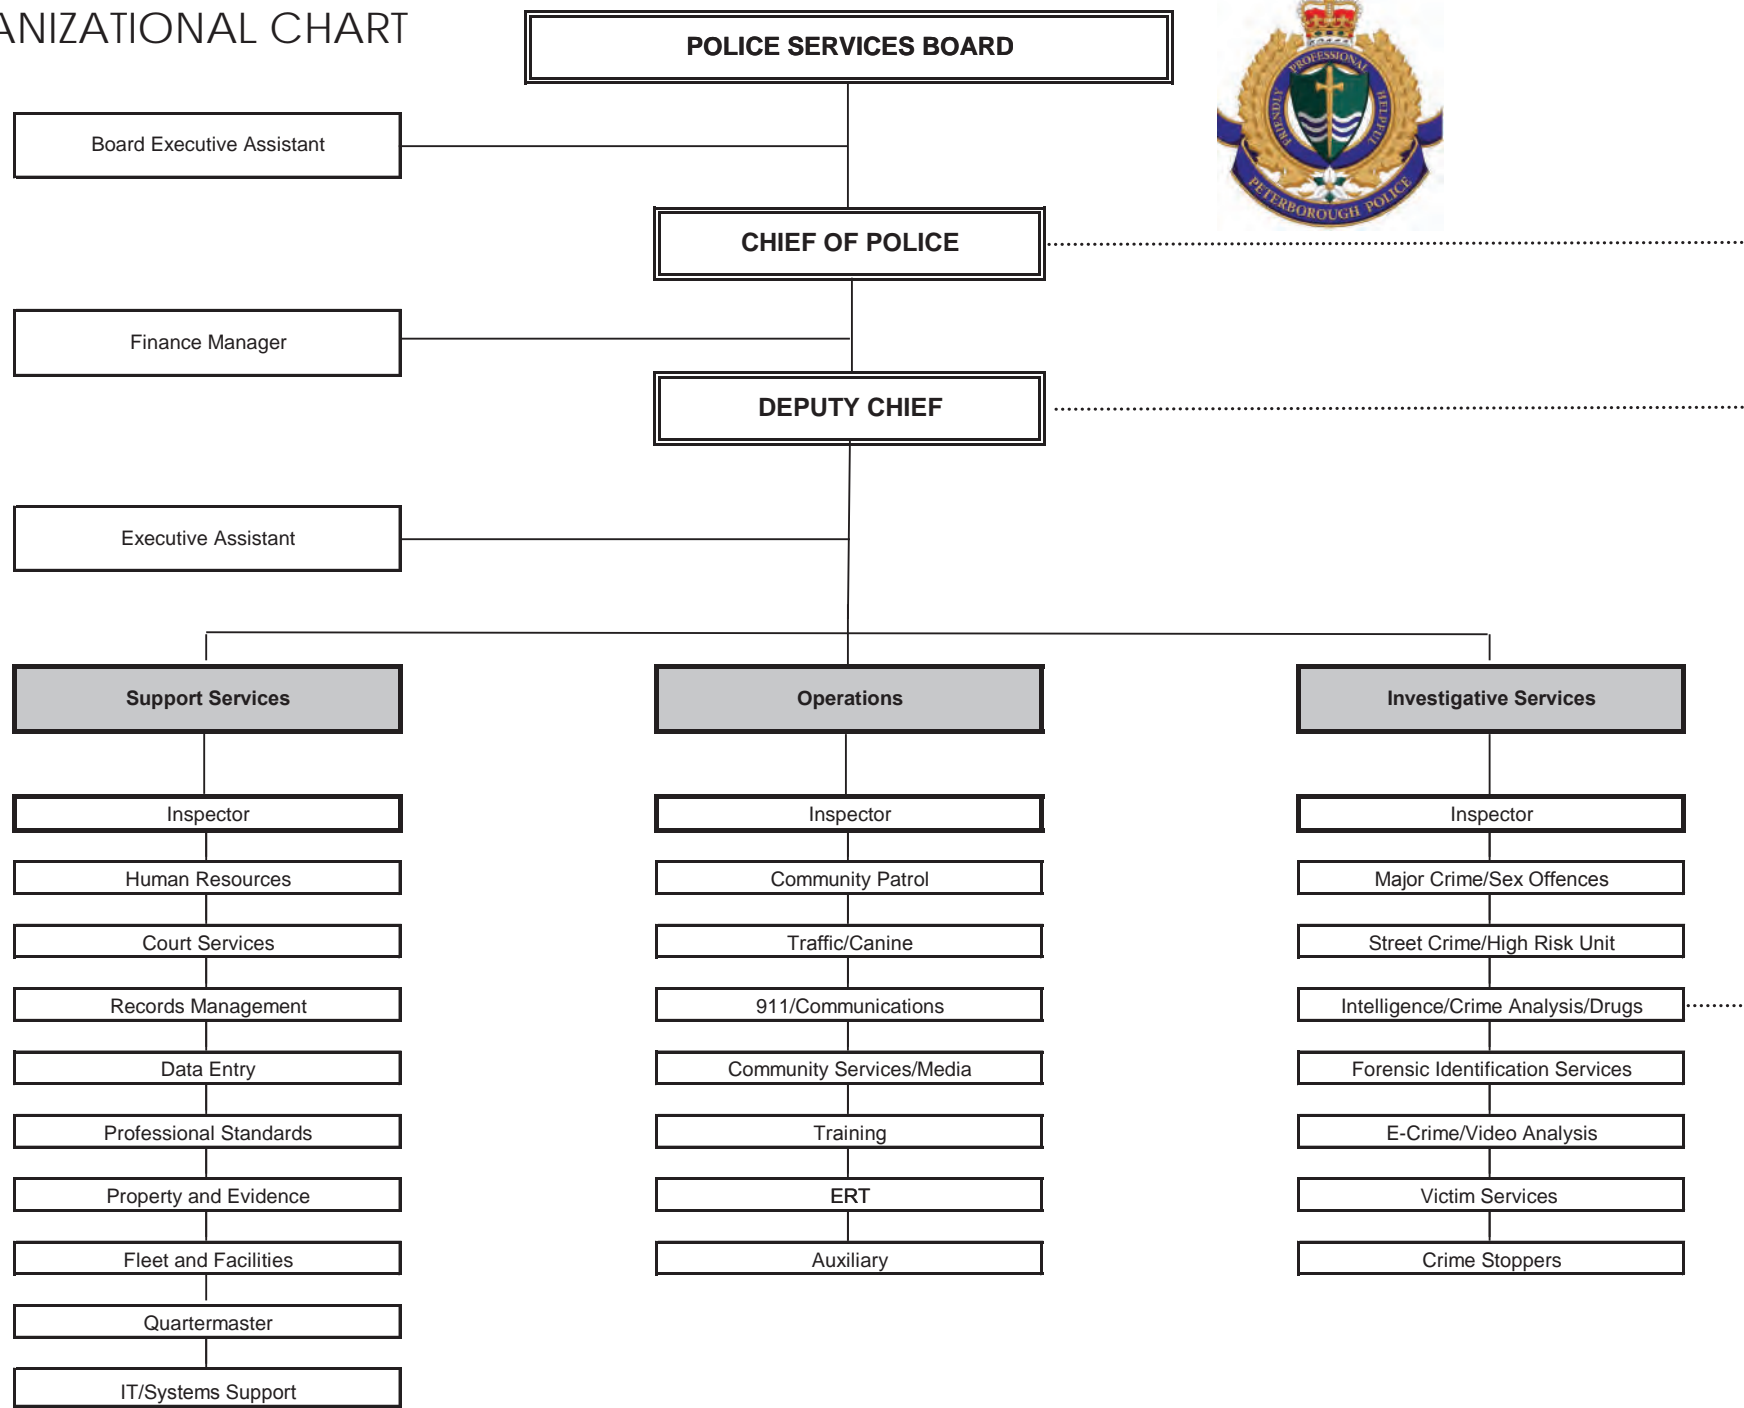 ANIZATIONAL CHART
POLICE SERVICES BOARD
FRIENDLY
PROFESSIONAL
HELPFUL
PETERBOROUGH POLICE
Board Executive Assistant
CHIEF OF POLICE
Finance Manager
DEPUTY CHIEF
Executive Assistant
Support Services
Operations
Investigative Services
Inspector
Inspector
Inspector
Human Resources
Community Patrol
Major Crime/Sex Offences
Court Services
Traffic/Canine
Street Crime/High Risk Unit
Records Management
911/Communications
Intelligence/Crime Analysis/Drugs
Data Entry
Community Services/Media
Forensic Identification Services
Professional Standards
Training
E-Crime/Video Analysis
Property and Evidence
ERT
Victim Services
Fleet and Facilities
Auxiliary
Crime Stoppers
Quartermaster
IT/Systems Support